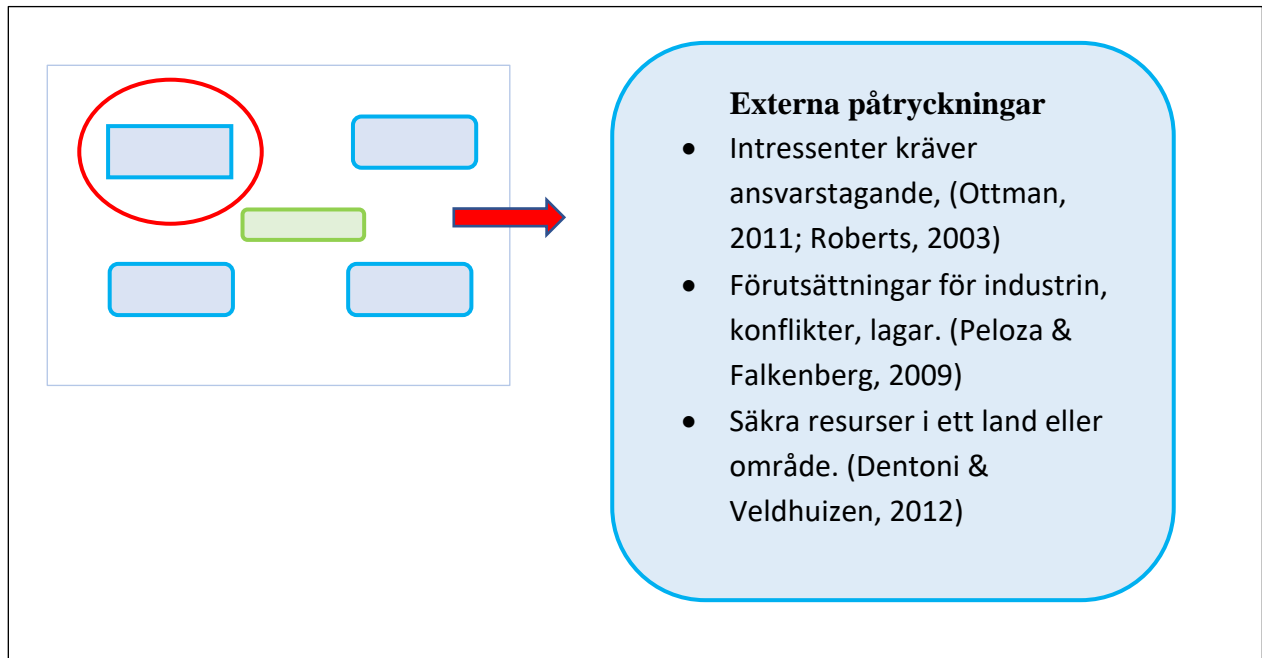 Externa påtryckningar
• Intressenter kräver
ansvarstagande, (Ottman,
2011; Roberts, 2003)
• Förutsättningar för industrin,
konflikter, lagar. (Peloza &
Falkenberg, 2009)
• Säkra resurser i ett land eller
område. (Dentoni &
Veldhuizen, 2012)